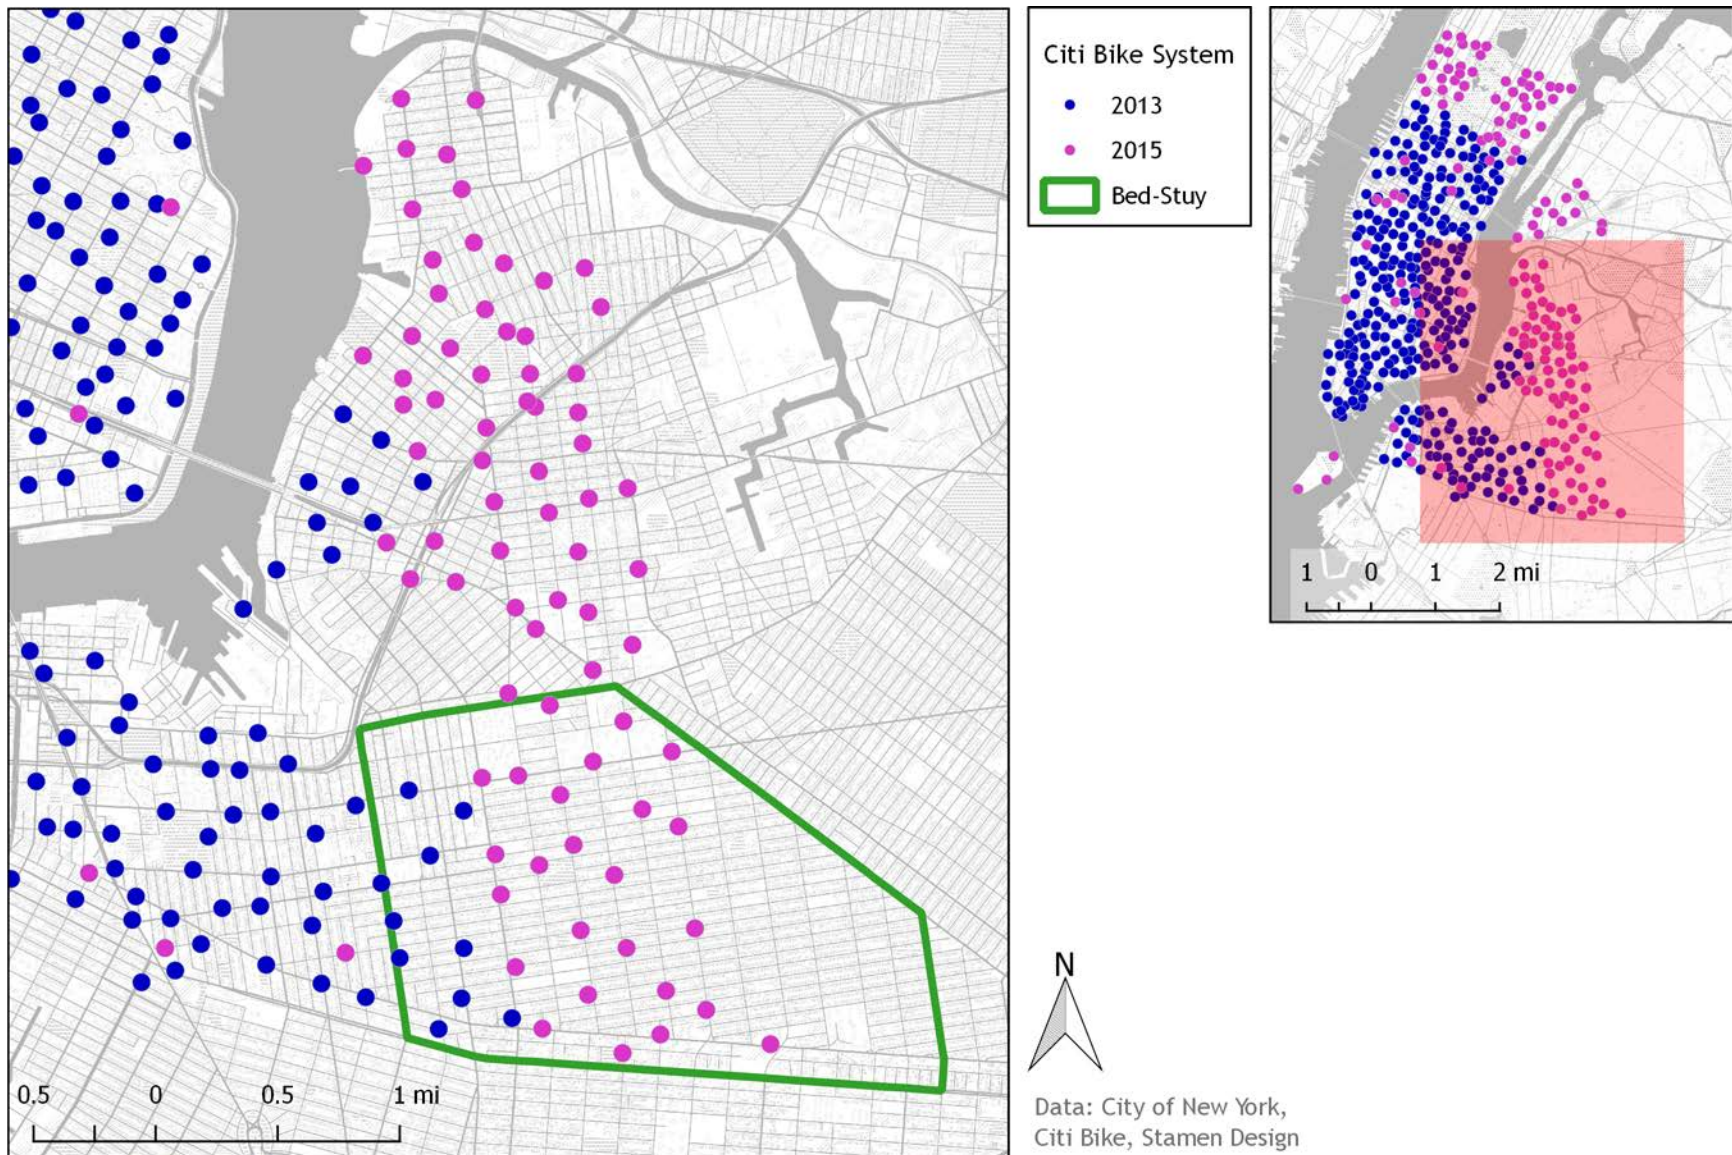 Citi Bike System
2013
2015
Bed-Stuy
1 0 1 2 mi
0.5 0 0.5 1 mi
N
Data: City of New York,
Citi Bike, Stamen Design